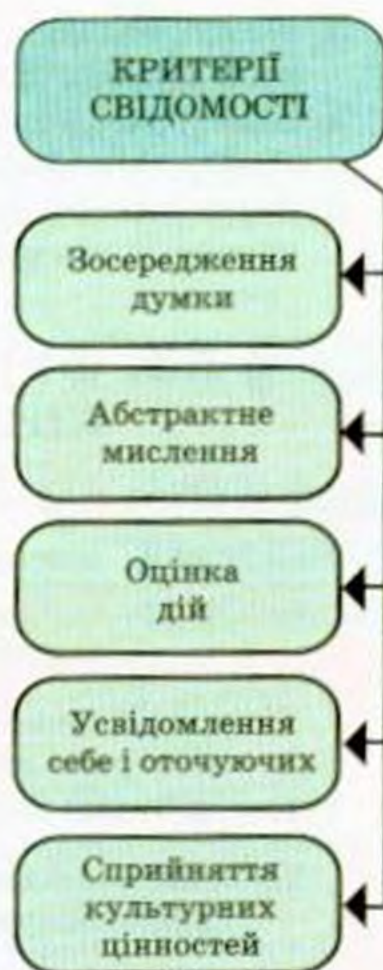 КРИТЕРІЇ
СВІДОМОСТІ
Зосередження
думки
Абстрактне
мислення
Оцінка
дій
Усвідомлення
себе і оточуючих
Сприйняття
культурних
цінностей